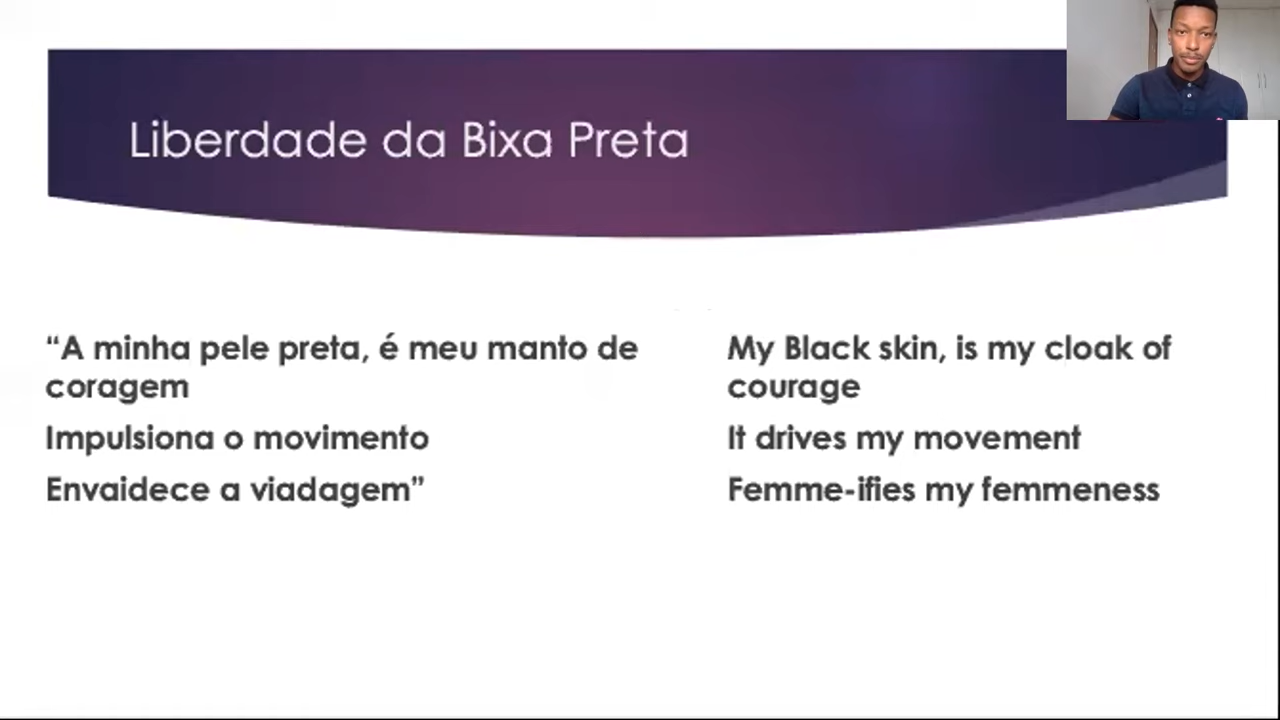 Liberdade da Bixa Preta
“A minha pele preta, é meu manto de
coragem
Impulsiona o movimento
Envaidece a viadagem”
My Black skin, is my cloak of
courage
It drives my movement
Femme-ifies my femmeness